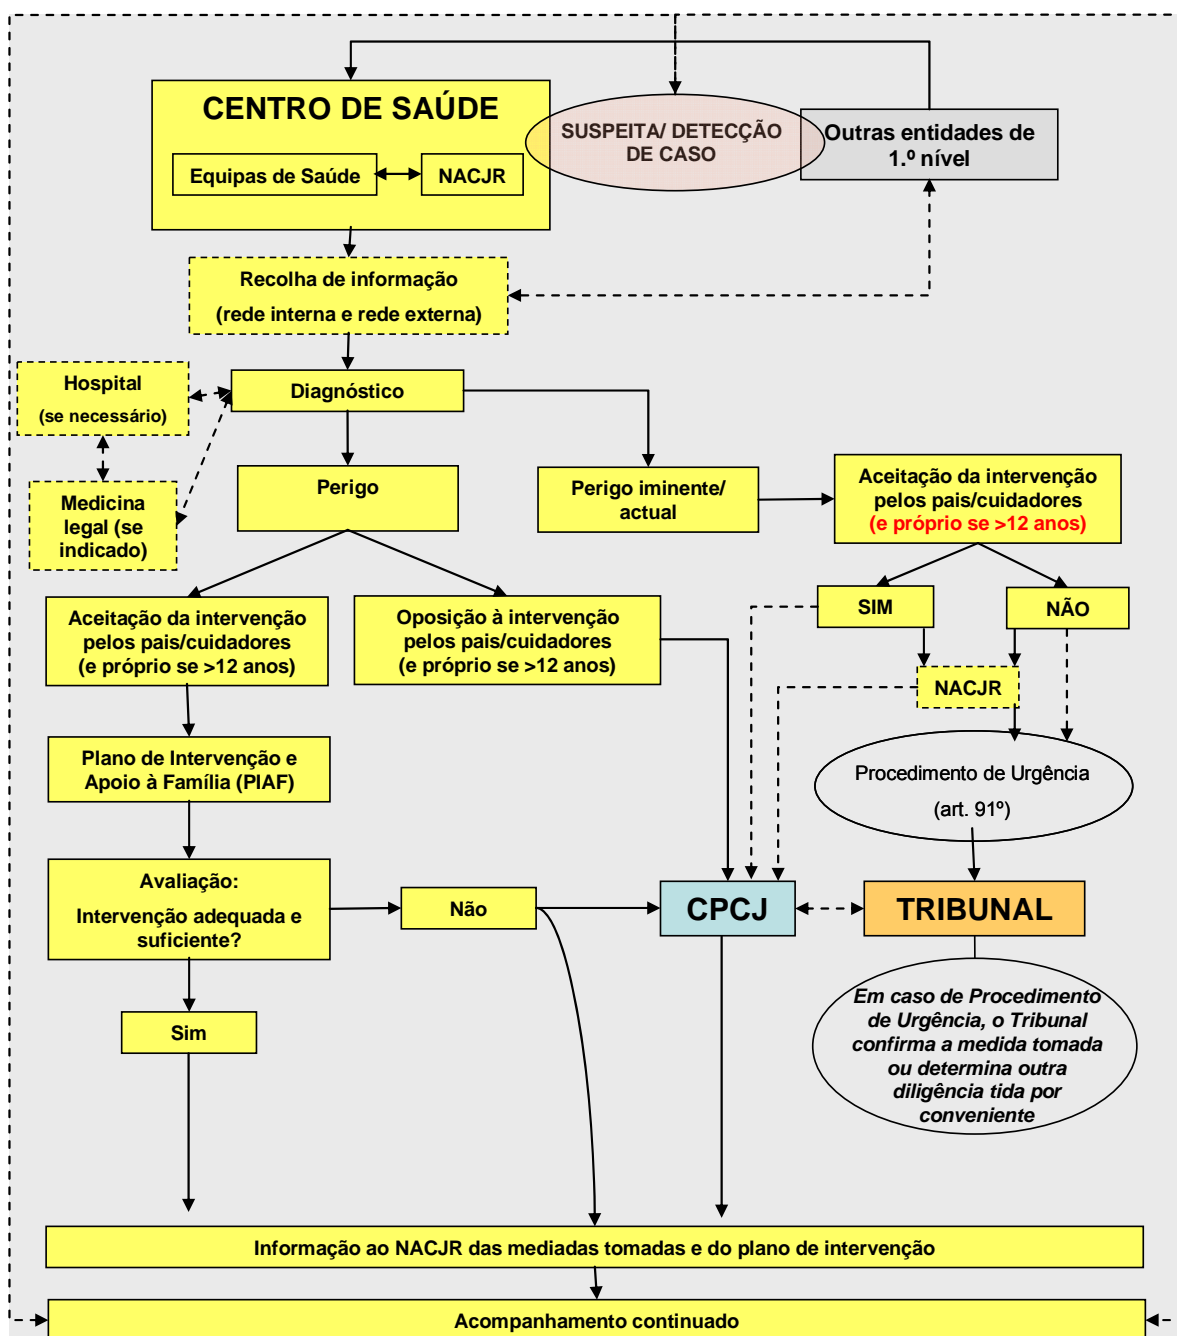 CENTRO DE SAÚDE
Equipas de Saúde
NACJR
SUSPEITA/ DETECÇÃO
DE CASO
Outras entidades de
1.º nível
Recolha de informação
(rede interna e rede externa)
Hospital
(se necessário)
Diagnóstico
Medicina
legal (se
indicado)
Perigo
Perigo iminente/
actual
Aceitação da intervenção
pelos pais/cuidadores
(e próprio se >12 anos)
SIM
NÃO
Aceitação da intervenção
pelos pais/cuidadores
(e próprio se >12 anos)
Oposição à intervenção
pelos pais/cuidadores
(e próprio se >12 anos)
NACJR
Plano de Intervenção e
Apoio à Família (PIAF)
Procedimento de Urgência
(art. 91º)
Avaliação:
Intervenção adequada e
suficiente?
Não
CPCJ
TRIBUNAL
Sim
Em caso de Procedimento
de Urgência, o Tribunal
confirma a medida tomada
ou determina outra
diligência tida por
conveniente
Informação ao NACJR das mediadas tomadas e do plano de intervenção
Acompanhamento continuado